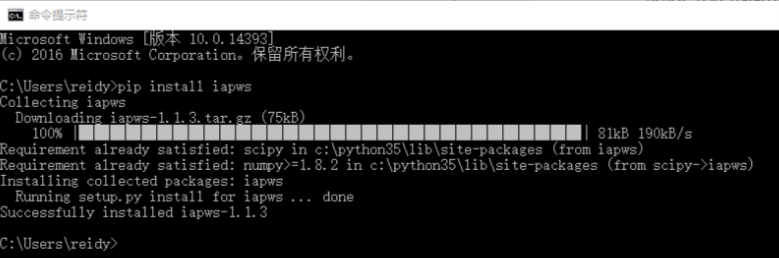 命令提示符
Microsoft Windows [版本 10.0.14393]
(c) 2016 Microsoft Corporation。保留所有权利。
C:\Users\reidy>pip install iapws
Collecting iapws
  Downloading iapws-1.1.3.tar.gz (75kB)
    100% |████████████████████████████████| 81kB 190kB/s
Requirement already satisfied: scipy in c:\python35\lib\site-packages (from iapws)
Requirement already satisfied: numpy>=1.8.2 in c:\python35\lib\site-packages (from scipy->iapws)
Installing collected packages: iapws
  Running setup.py install for iapws ... done
Successfully installed iapws-1.1.3
C:\Users\reidy>